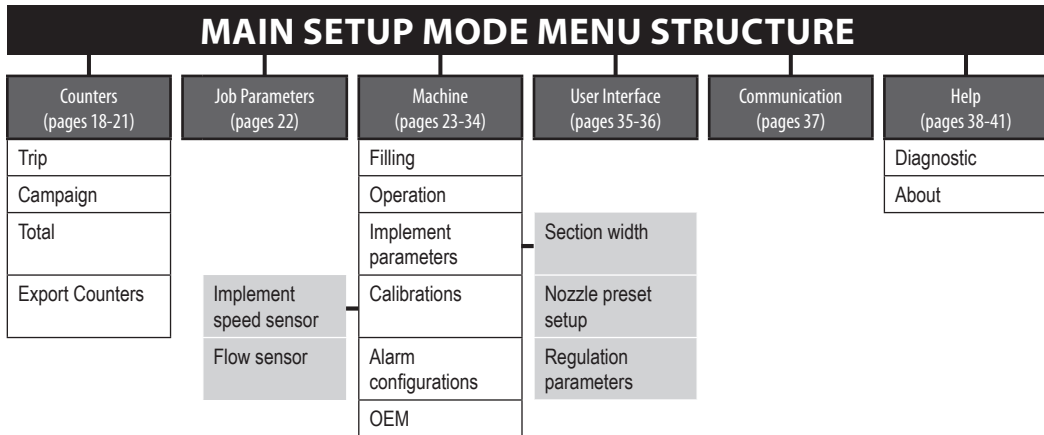 MAIN SETUP MODE MENU STRUCTURE
Counters
(pages 18-21)
Job Parameters
(pages 22)
Machine
(pages 23-34)
User Interface
(pages 35-36)
Communication
(pages 37)
Help
(pages 38-41)
Trip
Campaign
Total
Export Counters
Implement
speed sensor
Flow sensor
Filling
Operation
Implement
parameters
Calibrations
Alarm
configurations
OEM
Section width
Nozzle preset
setup
Regulation
parameters
Diagnostic
About